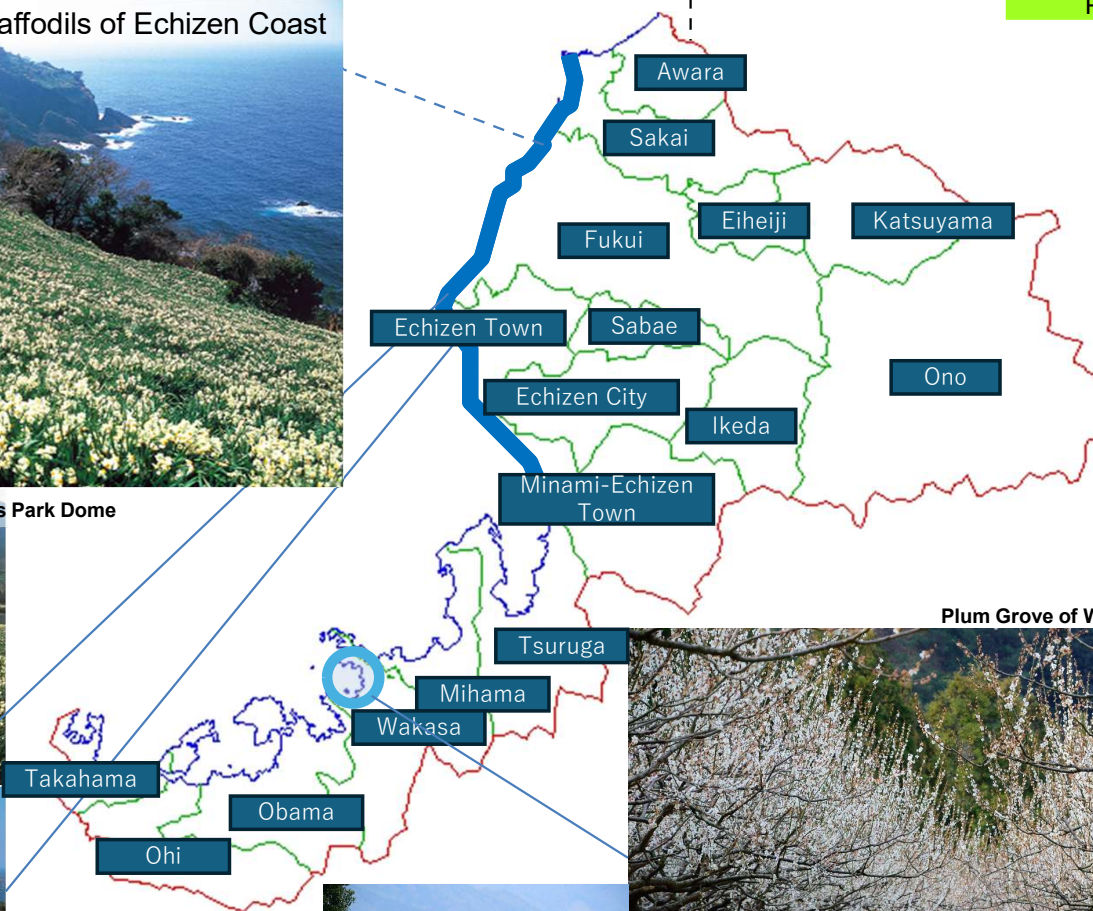 affodils of Echizen Coast
Awara
Sakai
Eiheiji
Katsuyama
Fukui
Echizen Town
Sabae
Ono
Echizen City
Ikeda
Minami-Echizen
Town
s Park Dome
Plum Grove of W
Tsuruga
Mihama
Wakasa
Takahama
Obama
Ohi